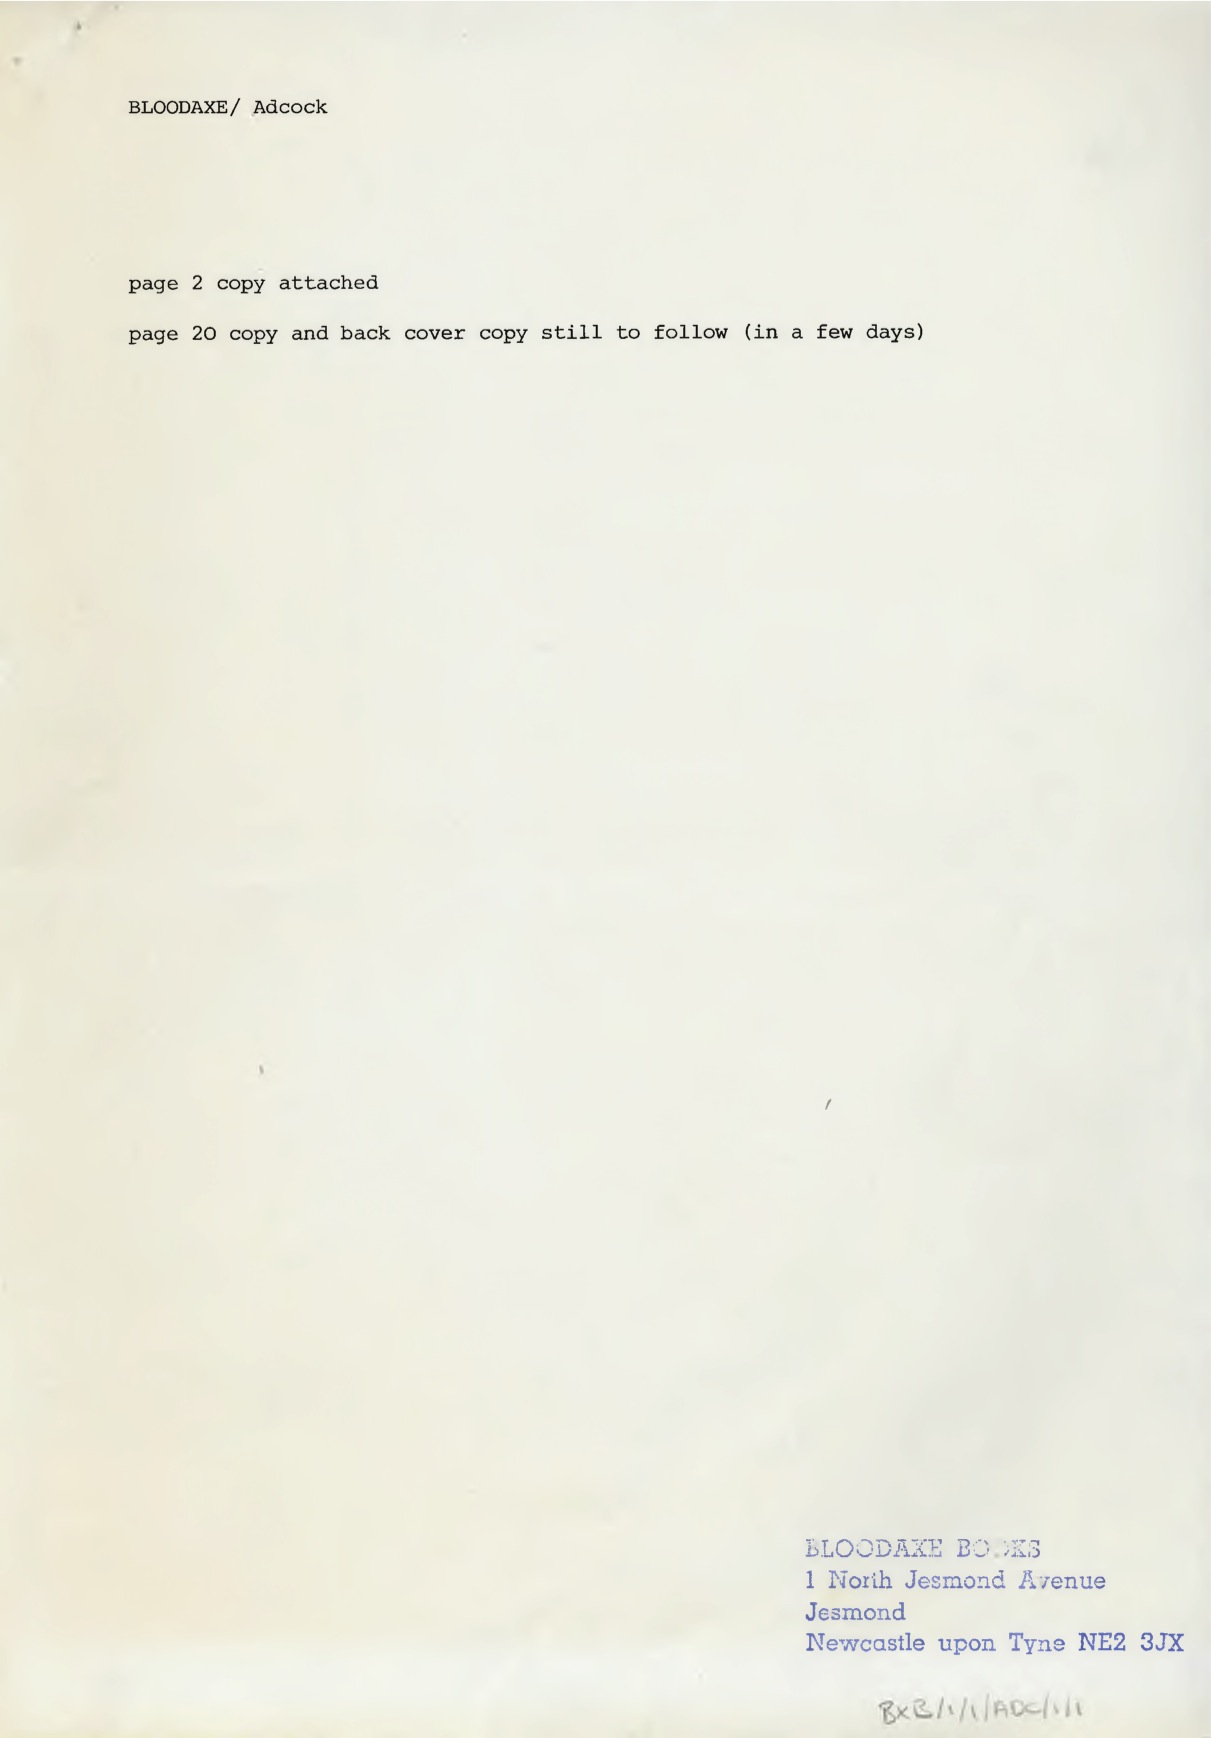 BLOODAXE/ Adcock
page 2 copy attached
page 20 copy and back cover copy still to follow (in a few days)
BLOODAXE BOOKS
1 North Jesmond Avenue
Jesmond
Newcastle upon Tyne NE2 3JX
BXB/1/1/ADC/1/1